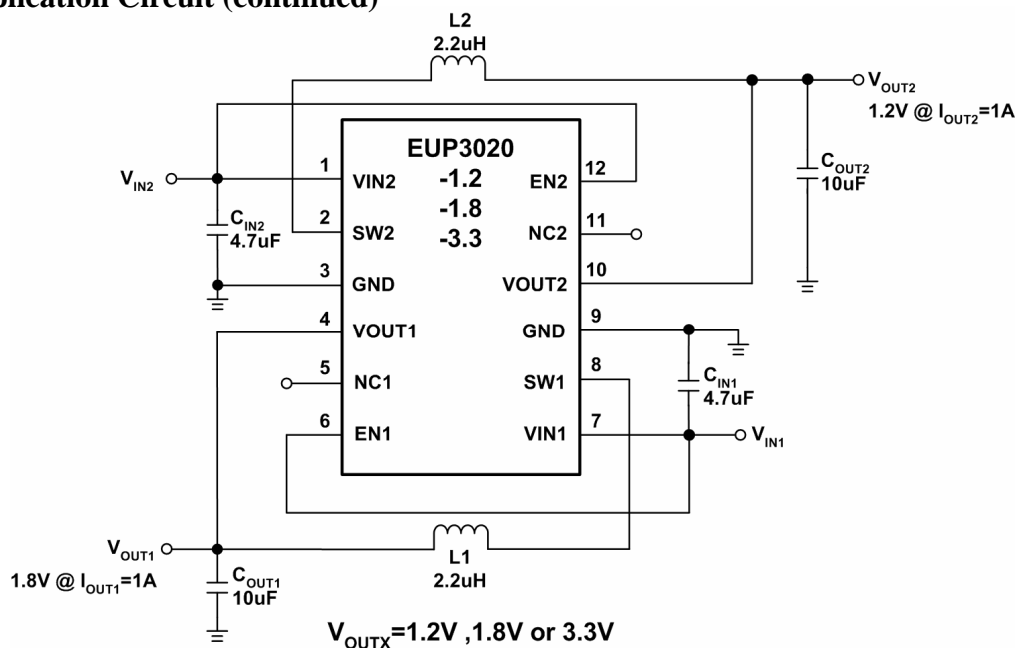 lication Circuit (continued)
L2
2.2uH
VOUT2
1.2V @ IOUT2=1A
COUT2
10uF
EUP3020
-1.2
-1.8
-3.3
VIN2
CIN2
4.7uF
1
VIN2
2
SW2
3
GND
4
VOUT1
5
NC1
6
EN1
12
EN2
11
NC2
10
VOUT2
9
GND
8
SW1
7
VIN1
CIN1
4.7uF
VIN1
VOUT1
1.8V @ IOUT1=1A
COUT1
10uF
L1
2.2uH
VOUTX=1.2V ,1.8V or 3.3V